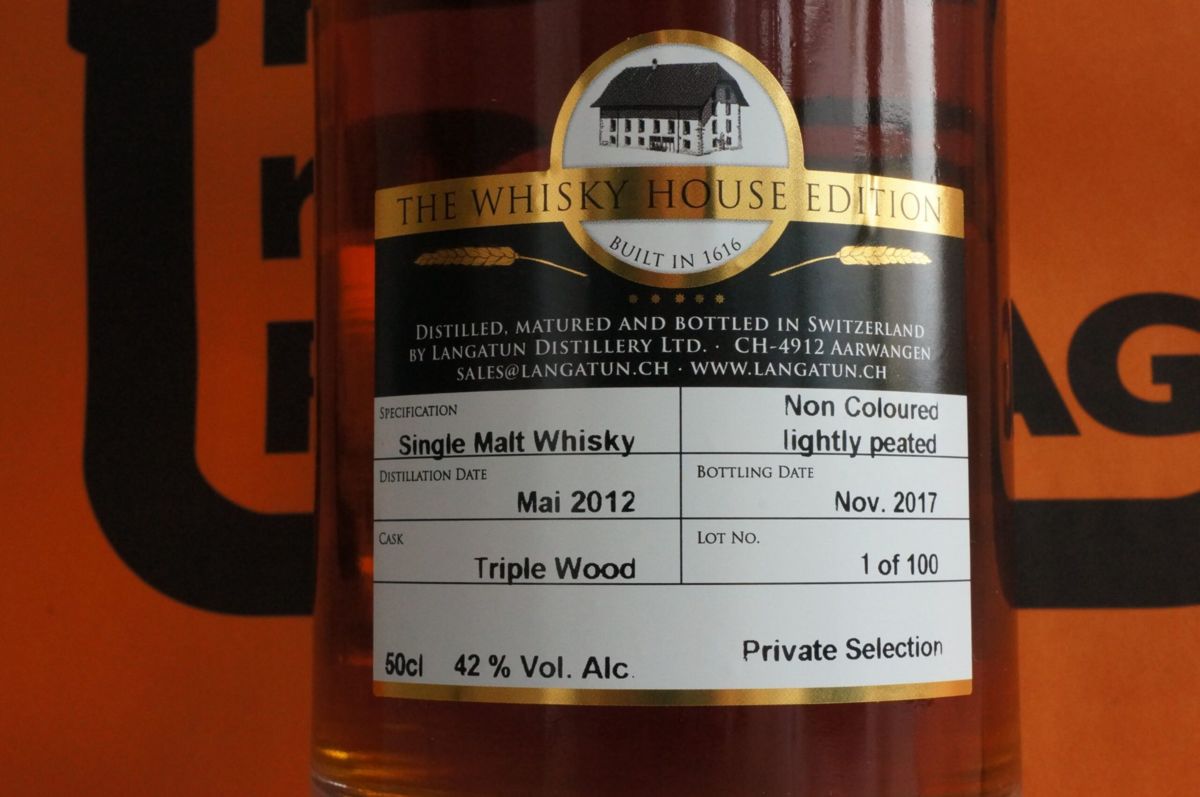 THE WHISKY HOUSE EDITION
BUILT IN 1616
DISTILLED, MATURED AND BOTTLED IN SWITZERLAND
BY LANGATUN DISTILLERY LTD. · CH-4912 AARWANGEN
SALES@LANGATUN.CH · WWW.LANGATUN.CH
SPECIFICATION
Single Malt Whisky
Non Coloured
lightly peated
DISTILLATION DATE
Mai 2012
BOTTLING DATE
Nov. 2017
CASK
Triple Wood
LOT NO.
1 of 100
50cl 42 % Vol. Alc.
Private Selection
AG